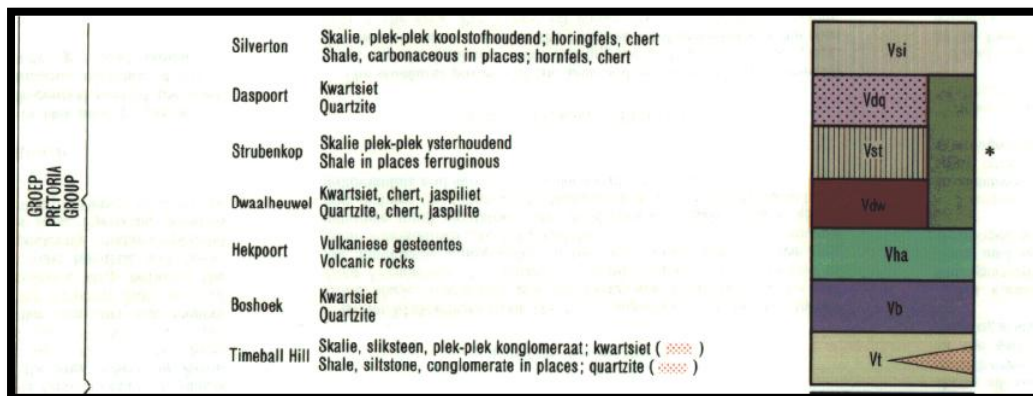 GROEP PRETORIA
GROUP
Silverton
Skalie, plek-plek koolstofhoudend; horingfels, chert
Shale, carbonaceous in places; hornfels, chert
Vsi
Daspoort
Kwartsiet
Quartzite
Vdq
Strubenkop
Skalie plek-plek ysterhoudend
Shale in places ferruginous
Vst
*
Dwaalheuwel
Kwartsiet, chert, jaspiliet
Quartzite, chert, jaspilite
Vdw
Hekpoort
Vulkaniese gesteentes
Volcanic rocks
Vha
Boshoek
Kwartsiet
Quartzite
Vb
Timeball Hill
Skalie, sliksteen, plek-plek konglomeraat; kwartsiet ( )
Shale, siltstone, conglomerate in places; quartzite ( )
Vt